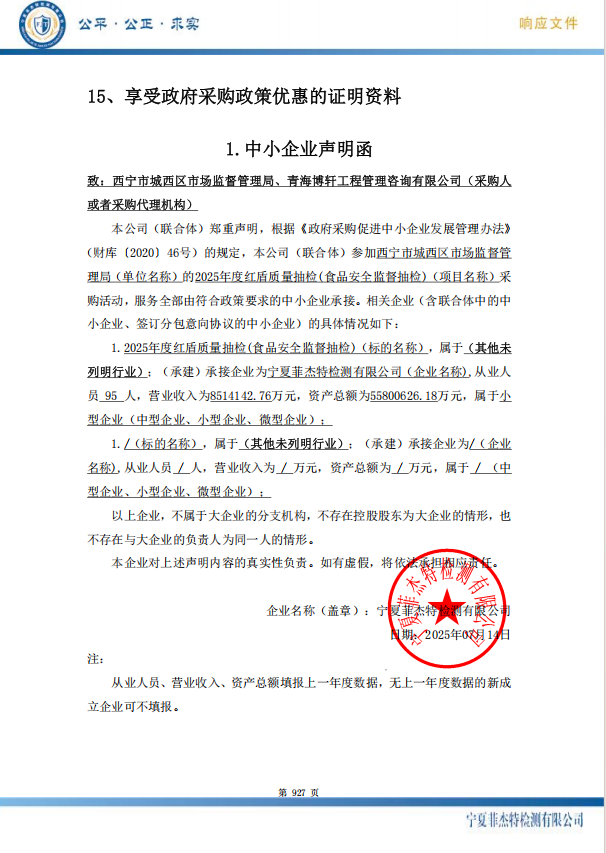 公平·公正·求实
响应文件
15、享受政府采购政策优惠的证明资料
1.中小企业声明函
致：西宁市城西区市场监督管理局、青海博轩工程管理咨询有限公司（采购人
或者采购代理机构）
本公司（联合体）郑重声明，根据《政府采购促进中小企业发展管理办法》
（财库〔2020〕46号）的规定，本公司（联合体）参加西宁市城西区市场监督管
理局（单位名称）的2025年度红盾质量抽检(食品安全监督抽检)（项目名称）采
购活动，服务全部由符合政策要求的中小企业承接。相关企业（含联合体中的中
小企业、签订分包意向协议的中小企业）的具体情况如下：
1.2025年度红盾质量抽检(食品安全监督抽检)（标的名称），属于（其他未
列明行业）；（承建）承接企业为宁夏菲杰特检测有限公司（企业名称),从业人
员 95 人，营业收入为8514142.76万元，资产总额为55800626.18万元，属于小
型企业（中型企业、小型企业、微型企业）；
1. /（标的名称），属于（其他未列明行业）；（承建）承接企业为/（企业
名称),从业人员 / 人，营业收入为 / 万元，资产总额为 / 万元，属于 / （中
型企业、小型企业、微型企业）；
以上企业，不属于大企业的分支机构，不存在控股股东为大企业的情形，也
不存在与大企业的负责人为同一人的情形。
本企业对上述声明内容的真实性负责。如有虚假，将依法承担相应责任。
企业名称（盖章）：宁夏菲杰特检测有限公司
日期：2025年07月14日
宁夏菲杰特检测有限公司
注：
从业人员、营业收入、资产总额填报上一年度数据，无上一年度数据的新成
立企业可不填报。
第 927 页
宁夏菲杰特检测有限公司